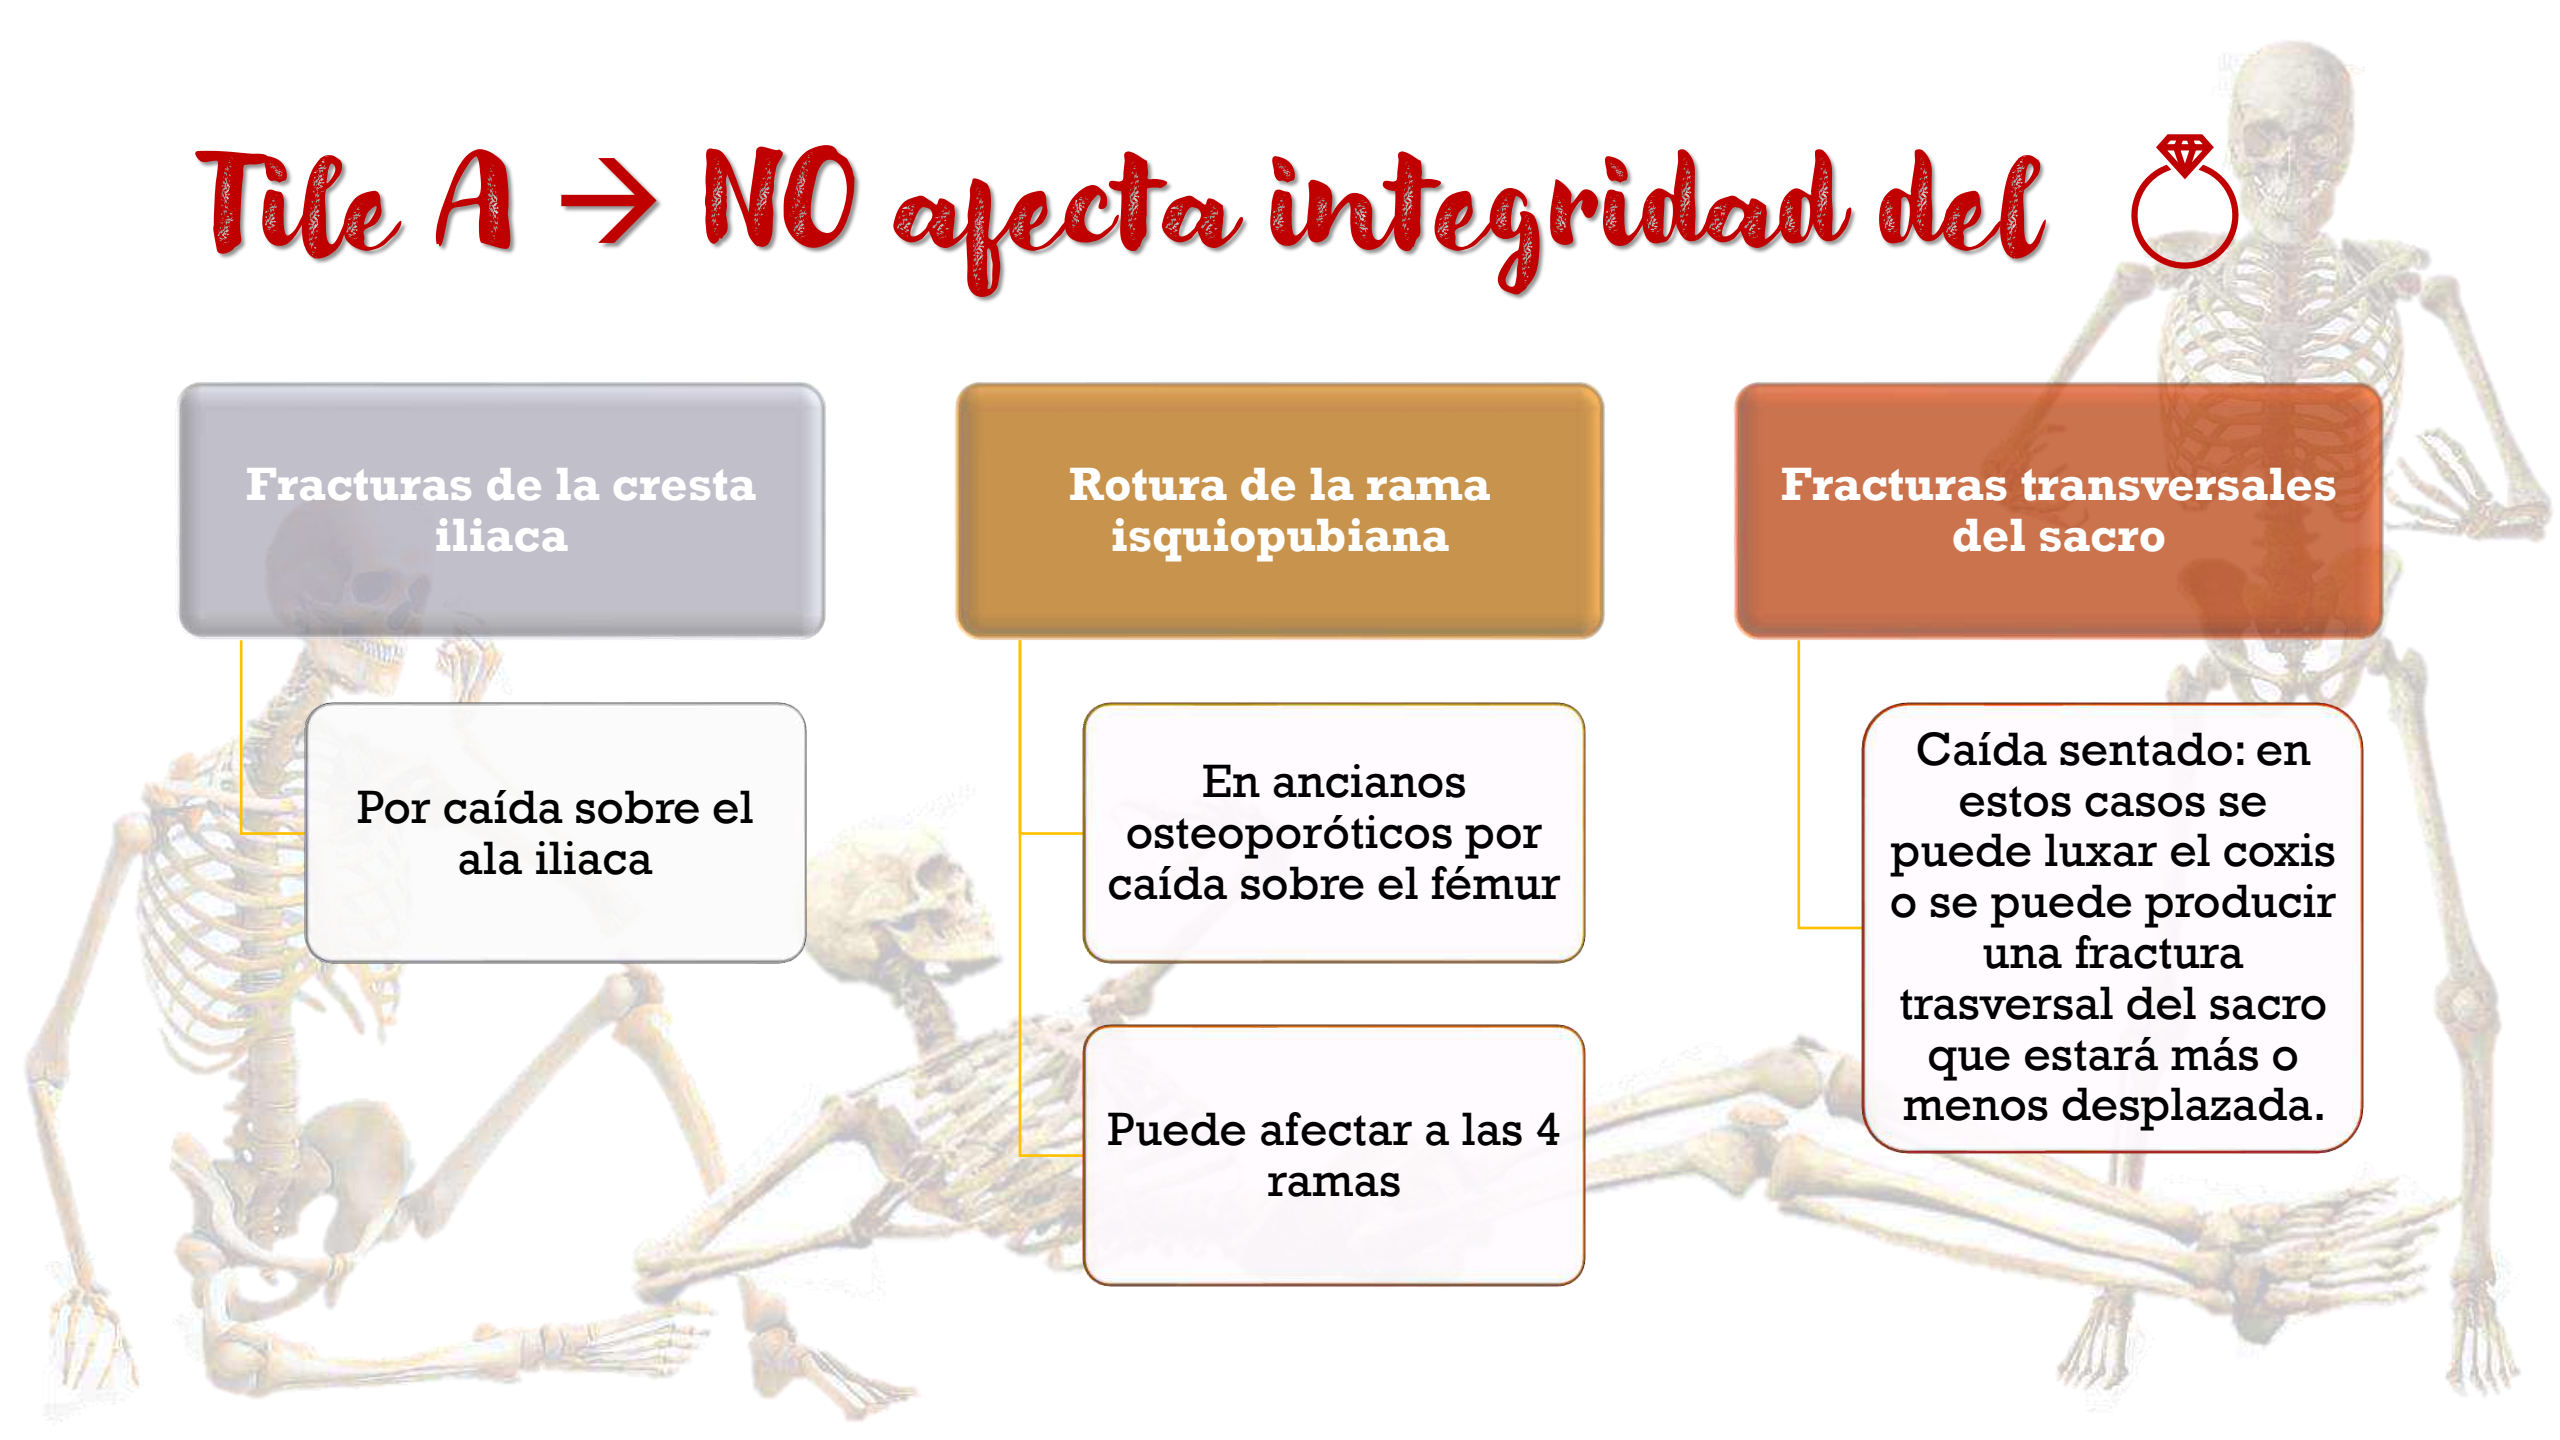 Tile A → NO afecta integridad del
Fracturas de la cresta
iliaca
Por caída sobre el
ala iliaca
Rotura de la rama
isquiopubiana
En ancianos
osteoporóticos por
caída sobre el fémur
Puede afectar a las 4
ramas
Fracturas transversales
del sacro
Caída sentado: en
estos casos se
puede luxar el coxis
o se puede producir
una fractura
trasversal del sacro
que estará más o
menos desplazada.